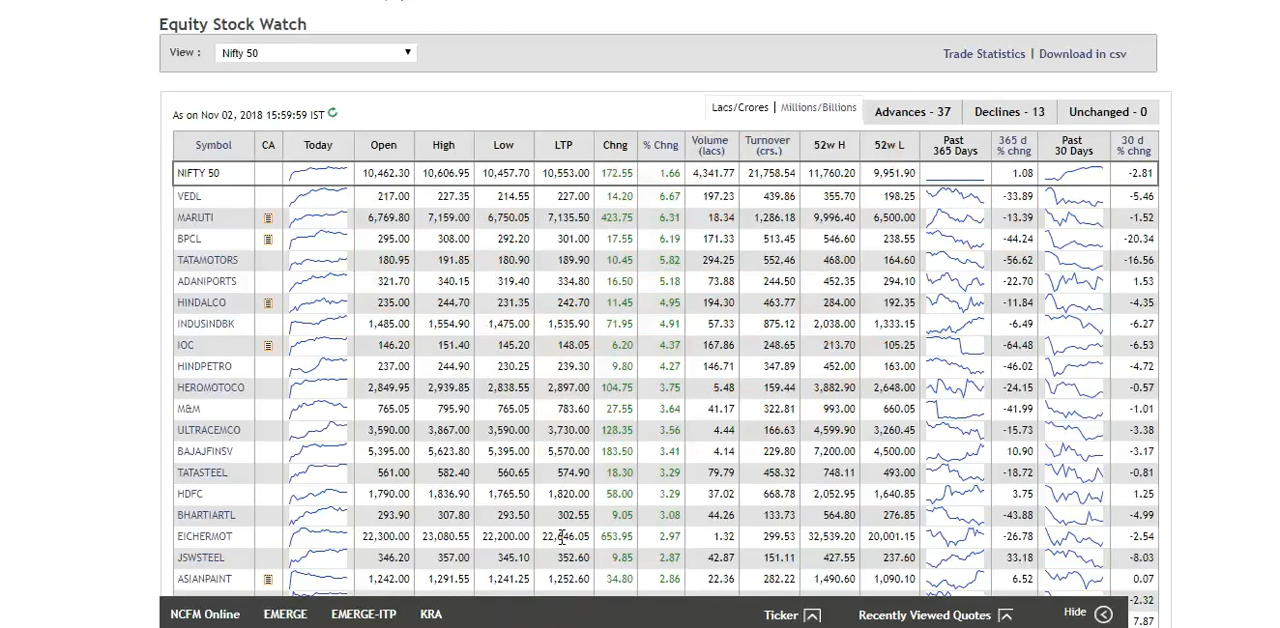 Equity Stock Watch
View : Nifty 50 Trade Statistics | Download in csv
As on Nov 02, 2018 15:59:59 IST Lacs/Crores | Millions/Billions Advances - 37 Declines - 13 Unchanged - 0
Symbol CA Today Open High Low LTP Chng % Chng Volume (lacs) Turnover (crs.) 52w H 52w L Past 365 Days 365 d % chng Past 30 Days 30 d % chng
NIFTY 50 10,462.30 10,606.95 10,457.70 10,553.00 172.55 1.66 4,341.77 21,758.54 11,760.20 9,951.90 1.08 -2.81
VEDL 217.00 227.35 214.55 227.00 14.20 6.67 197.23 439.86 355.70 198.25 -33.89 -5.46
MARUTI 6,769.80 7,159.00 6,750.05 7,135.50 423.75 6.31 18.34 1,286.18 9,996.40 6,500.00 -13.39 -1.52
BPCL 295.00 308.00 292.20 301.00 17.55 6.19 171.33 513.45 546.60 238.55 -44.24 -20.34
TATAMOTORS 180.95 191.85 180.90 189.90 10.45 5.82 294.25 552.46 468.00 164.60 -56.62 -16.56
ADANIPORTS 321.70 340.15 319.40 334.80 16.50 5.18 73.88 244.50 452.35 294.10 -22.70 1.53
HINDALCO 235.00 244.70 231.35 242.70 11.45 4.95 194.30 463.77 284.00 192.35 -11.84 -4.35
INDUSINDBK 1,485.00 1,554.90 1,475.00 1,535.90 71.95 4.91 57.33 875.12 2,038.00 1,333.15 -6.49 -6.27
IOC 146.20 151.40 145.20 148.05 6.20 4.37 167.86 248.65 213.70 105.25 -64.48 -6.53
HINDPETRO 237.00 244.90 230.25 239.30 9.80 4.27 146.71 347.89 452.00 163.00 -46.02 -4.72
HEROMOTOCO 2,849.95 2,939.85 2,838.55 2,897.00 104.75 3.75 5.48 159.44 3,882.90 2,648.00 -24.15 -0.57
M&M 765.05 795.90 765.05 783.60 27.55 3.64 41.17 322.81 993.00 660.05 -41.99 -1.01
ULTRACEMCO 3,590.00 3,867.00 3,590.00 3,730.00 128.35 3.56 4.44 166.63 4,599.90 3,260.45 -15.73 -3.38
BAJAJFINSV 5,395.00 5,623.80 5,395.00 5,570.00 183.50 3.41 4.14 229.80 7,200.00 4,500.00 10.90 -3.17
TATASTEEL 561.00 582.40 560.65 574.90 18.30 3.29 79.79 458.32 748.11 493.00 -18.72 -0.81
HDFC 1,790.00 1,836.90 1,765.50 1,820.00 58.00 3.29 37.02 668.78 2,052.95 1,640.85 3.75 1.25
BHARTIARTL 293.90 307.80 293.50 302.55 9.05 3.08 44.26 133.73 564.80 276.85 -43.88 -4.99
EICHERMOT 22,300.00 23,080.55 22,200.00 653.95 2.97 1.32 299.53 32,539.20 20,001.15 -26.78 -2.54
JSWSTEEL 346.20 357.00 345.10 352.60 9.85 2.87 42.87 151.11 427.55 237.60 33.18 -8.03
ASIANPAINT 1,242.00 1,291.55 1,241.25 1,252.60 34.80 2.86 22.36 282.22 1,490.60 1,090.10 6.52 0.07
-2.32
NCFM Online EMERGE EMERGE-ITP KRA Ticker Recently Viewed Quotes Hide
7.87